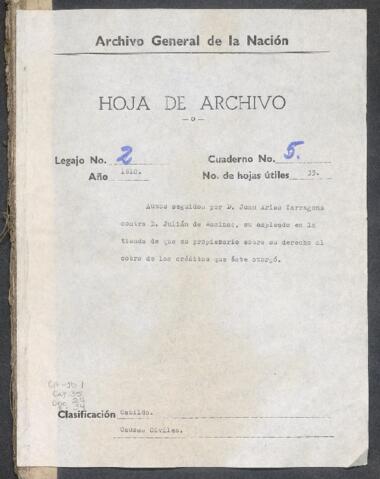 Archivo General de la Nación
HOJA DE ARCHIVO
—o—
Legajo No. 2 Cuaderno No. 5.
Año 1810. No. de hojas útiles 35.
Autos seguidos por D. Juan Arias Tarragona
contra D. Julián de su empleado en la
tienda de que es propietario sobre su derecho al
cobro de los créditos que éste otorgó.
Clasificación Cabildo.
Causas Civiles.